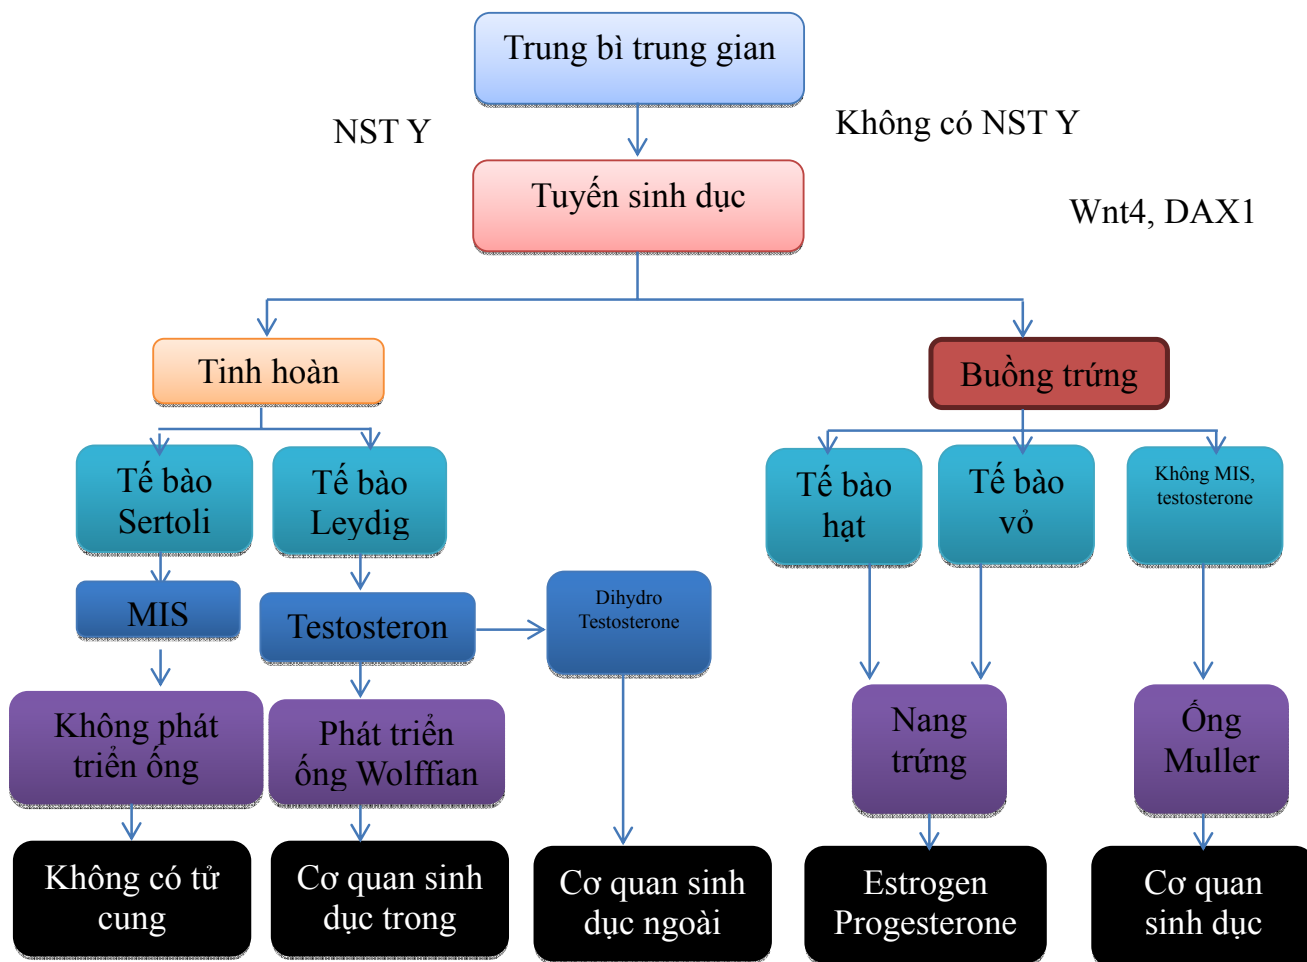 Trung bì trung gian
NST Y
Không có NST Y
Tuyến sinh dục
Wnt4, DAX1
Tinh hoàn
Buồng trứng
Tế bào
Sertoli
Tế bào
Leydig
Tế bào
hạt
Tế bào
vỏ
Không MIS,
testosterone
MIS
Testosteron
Dihydro
Testosterone
Không phát
triển ống
Phát triển
ống Wolffian
Nang
trứng
Ống
Muller
Không có tử
cung
Cơ quan sinh
dục trong
Cơ quan sinh
dục ngoài
Estrogen
Progesterone
Cơ quan
sinh dục